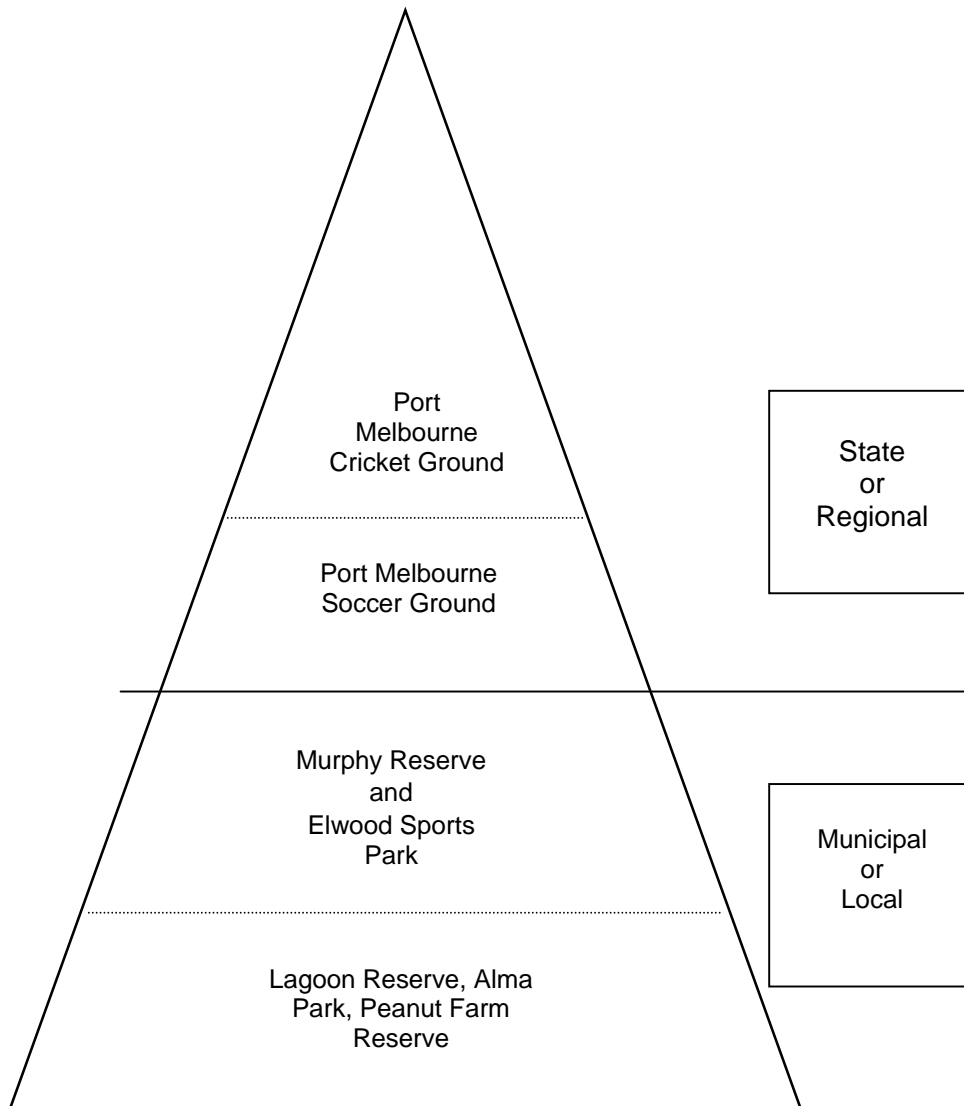 Port
Melbourne
Cricket Ground
State
or
Regional
Port Melbourne
Soccer Ground
Murphy Reserve
and
Elwood Sports
Park
Municipal
or
Local
Lagoon Reserve, Alma
Park, Peanut Farm
Reserve